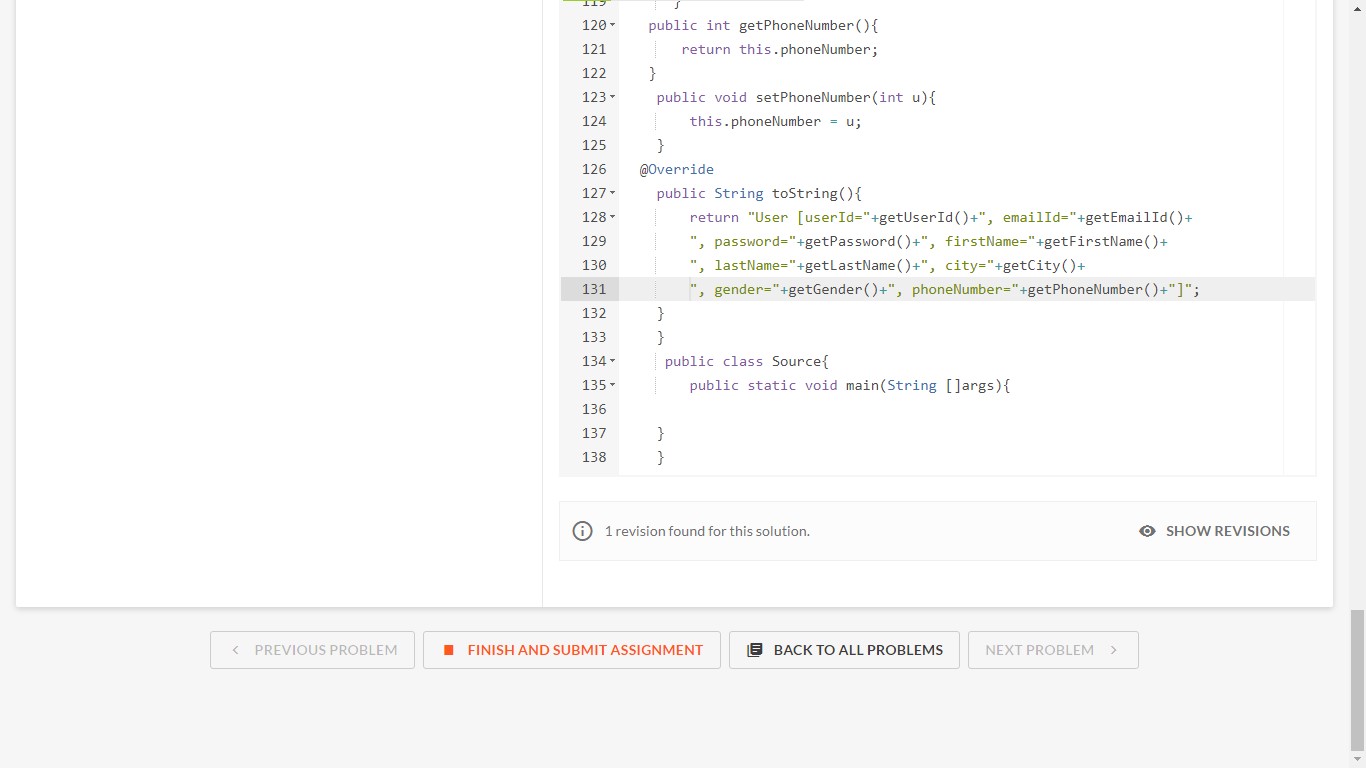 119 }
120 public int getPhoneNumber(){
121 return this.phoneNumber;
122 }
123 public void setPhoneNumber(int u){
124 this.phoneNumber = u;
125 }
126 @Override
127 public String toString(){
128 return "User [userId="+getUserId()+", emailId="+getEmailId()+
129 ", password="+getPassword()+", firstName="+getFirstName()+
130 ", lastName="+getLastName()+", city="+getCity()+
131 ", gender="+getGender()+", phoneNumber="+getPhoneNumber()+"]";
132 }
133 }
134 public class Source{
135 public static void main(String []args){
136
137 }
138 }
1 revision found for this solution.
SHOW REVISIONS
PREVIOUS PROBLEM
FINISH AND SUBMIT ASSIGNMENT
BACK TO ALL PROBLEMS
NEXT PROBLEM